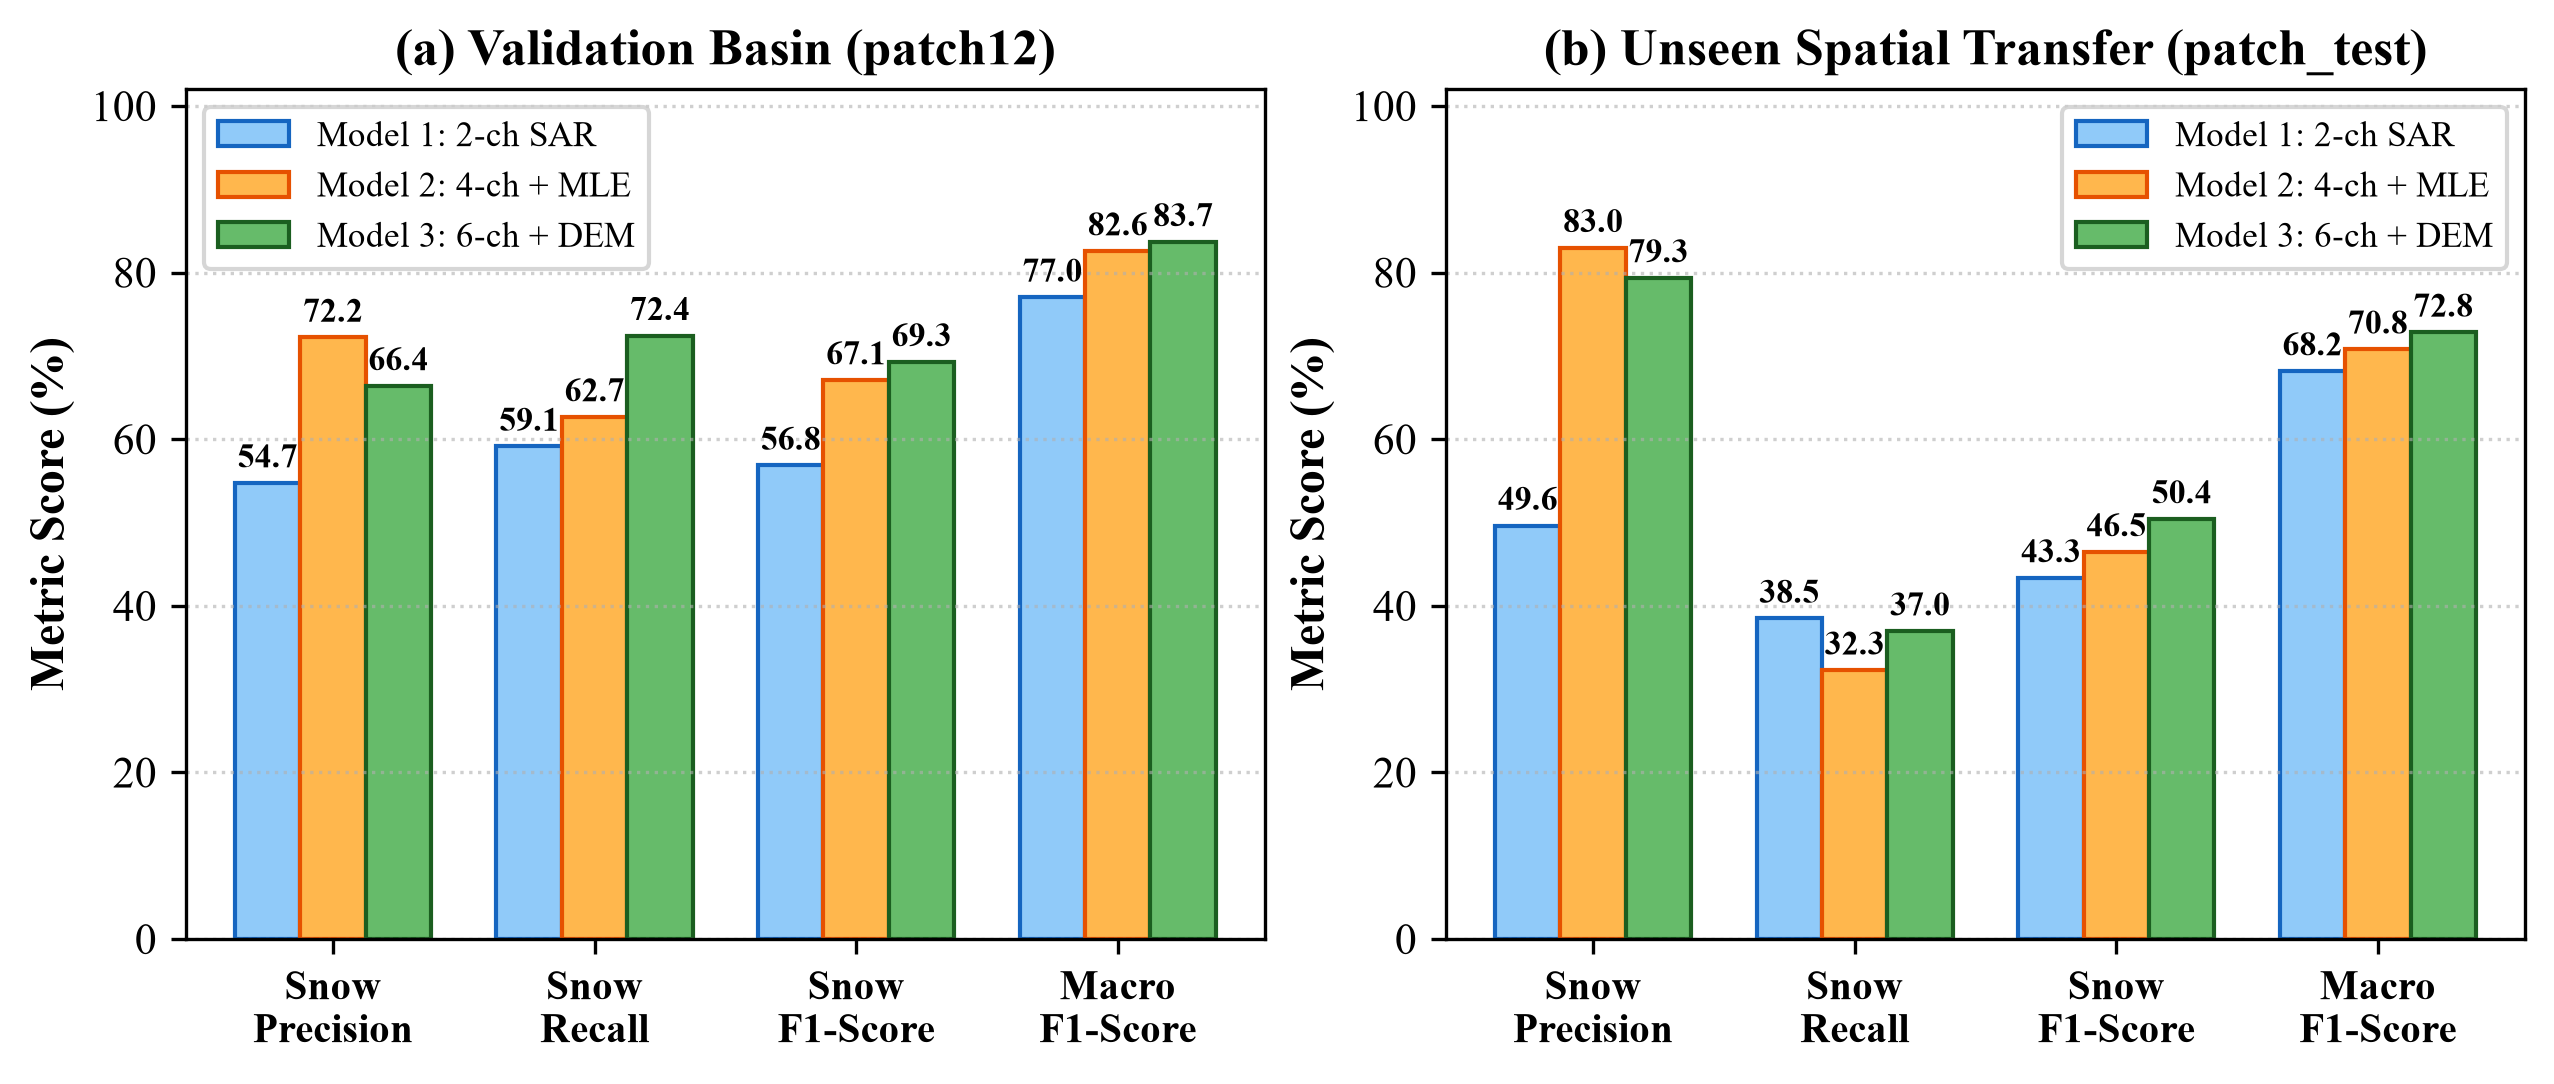 (a) Validation Basin (patch12)
Metric Score (%)
100
80
60
40
20
0
Model 1: 2-ch SAR
Model 2: 4-ch + MLE
Model 3: 6-ch + DEM
54.7
72.2
66.4
59.1
62.7
72.4
56.8
67.1
69.3
77.0
82.6
83.7
Snow
Precision
Snow
Recall
Snow
F1-Score
Macro
F1-Score
(b) Unseen Spatial Transfer (patch_test)
Metric Score (%)
100
80
60
40
20
0
Model 1: 2-ch SAR
Model 2: 4-ch + MLE
Model 3: 6-ch + DEM
49.6
83.0
79.3
38.5
32.3
37.0
43.3
46.5
50.4
68.2
70.8
72.8
Snow
Precision
Snow
Recall
Snow
F1-Score
Macro
F1-Score